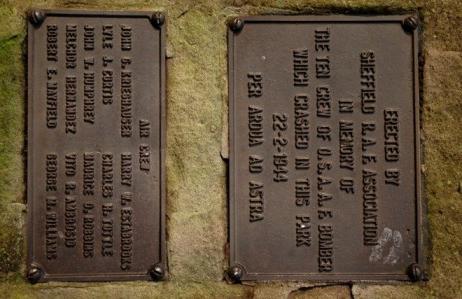 ERECTED BY
SHEFFIELD R.A.F. ASSOCIATION
IN MEMORY OF
THE TEN CREW OF U.S.A.A.F. BOMBER
WHICH CRASHED IN THIS PARK
22-2-1944
PER ARDUA AD ASTRA
AIR CREW
JOHN G. KRIEGSHAUSER HARRY W. ESTABROOKS
LYLE J. CURTIS CHARLES H. TUTTLE
JOHN W. HUMPHREY MAURICE O. ROBBINS
MELCHOR HERNANDEZ VITO R. AMBROSIO
ROBERT E. MAYFIELD GEORGE M. WILLIAMS